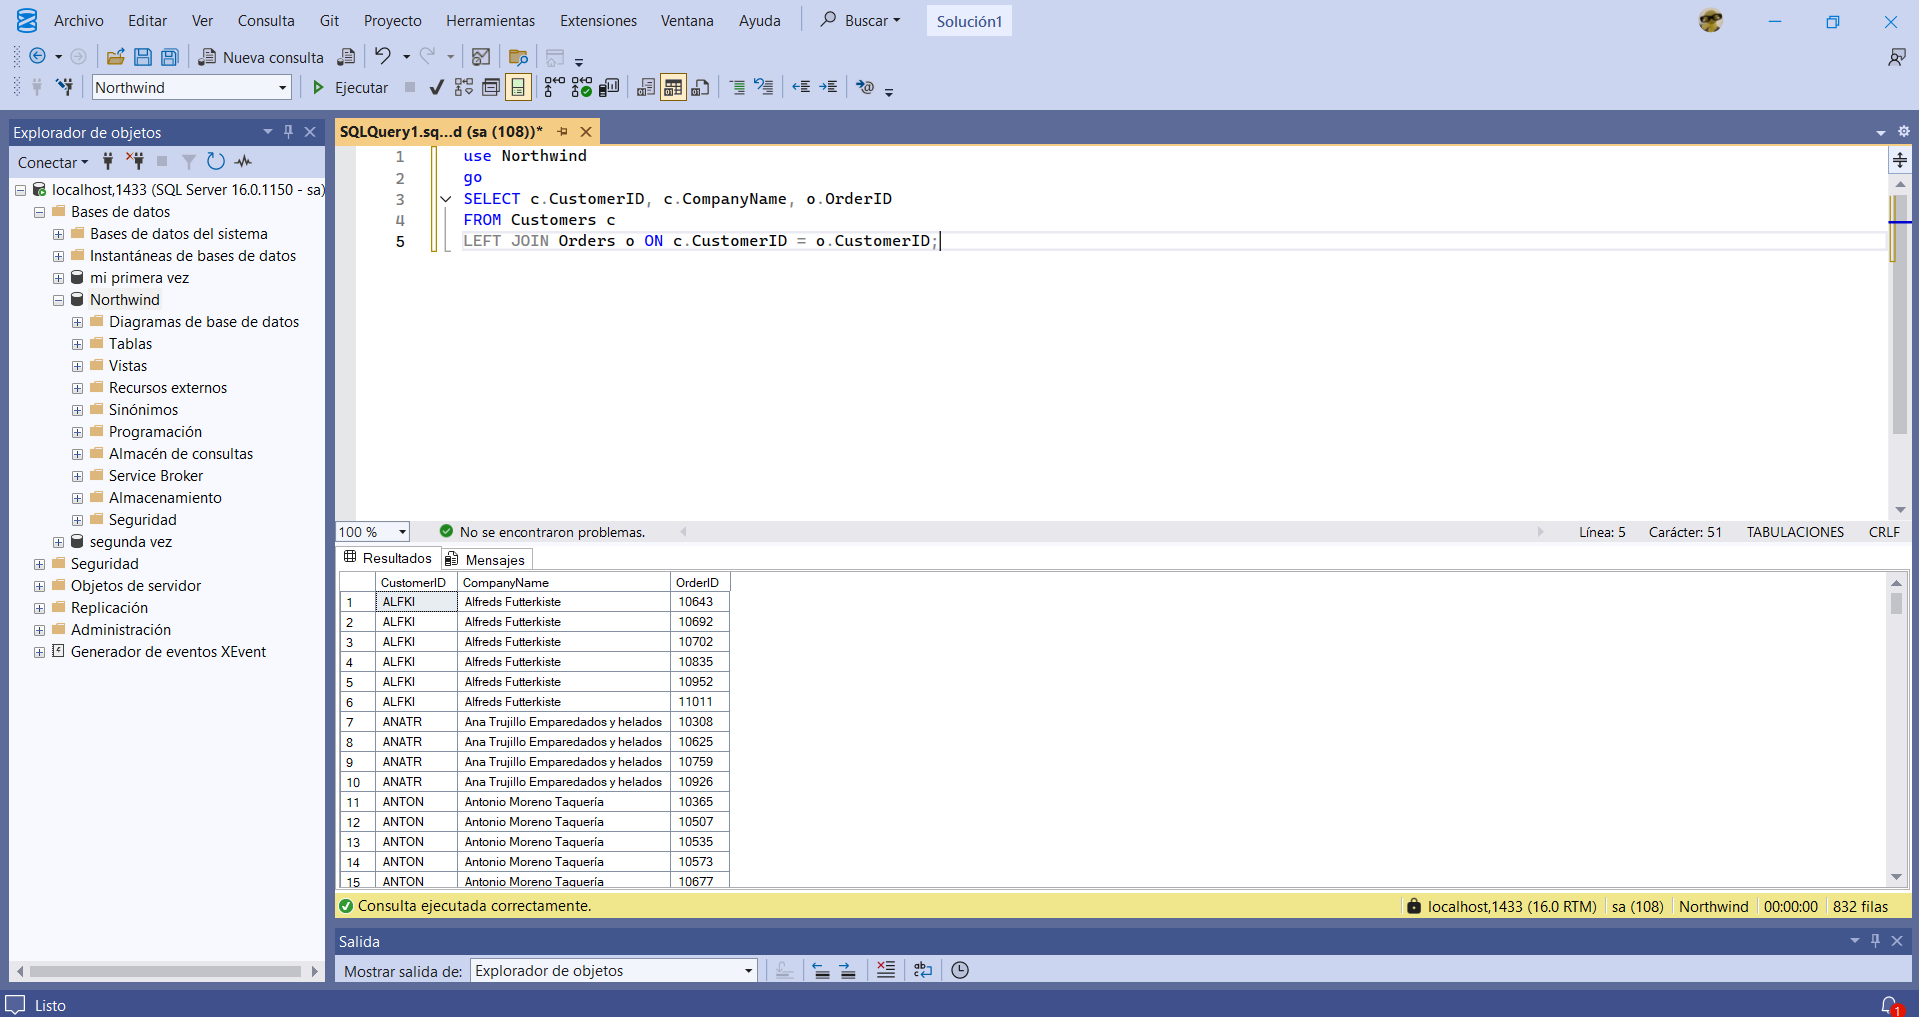 Archivo Editar Ver Consulta Git Proyecto Herramientas Extensiones Ventana Ayuda Buscar Solución1
Nueva consulta
Northwind Ejecutar
Explorador de objetos
Conectar
localhost,1433 (SQL Server 16.0.1150 - sa)
Bases de datos
Bases de datos del sistema
Instantáneas de bases de datos
mi primera vez
Northwind
Diagramas de base de datos
Tablas
Vistas
Recursos externos
Sinónimos
Programación
Almacén de consultas
Service Broker
Almacenamiento
Seguridad
segunda vez
Seguridad
Objetos de servidor
Replicación
Administración
Generador de eventos XEvent
SQLQuery1.sq...d (sa (108))*
1 use Northwind
2 go
3 SELECT c.CustomerID, c.CompanyName, o.OrderID
4 FROM Customers c
5 LEFT JOIN Orders o ON c.CustomerID = o.CustomerID;
100 % No se encontraron problemas. Línea: 5 Carácter: 51 TABULACIONES CRLF
Resultados Mensajes
CustomerID CompanyName OrderID
1 ALFKI Alfreds Futterkiste 10643
2 ALFKI Alfreds Futterkiste 10692
3 ALFKI Alfreds Futterkiste 10702
4 ALFKI Alfreds Futterkiste 10835
5 ALFKI Alfreds Futterkiste 10952
6 ALFKI Alfreds Futterkiste 11011
7 ANATR Ana Trujillo Emparedados y helados 10308
8 ANATR Ana Trujillo Emparedados y helados 10625
9 ANATR Ana Trujillo Emparedados y helados 10759
10 ANATR Ana Trujillo Emparedados y helados 10926
11 ANTON Antonio Moreno Taquería 10365
12 ANTON Antonio Moreno Taquería 10507
13 ANTON Antonio Moreno Taquería 10535
14 ANTON Antonio Moreno Taquería 10573
15 ANTON Antonio Moreno Taquería 10677
Consulta ejecutada correctamente. localhost,1433 (16.0 RTM) sa (108) Northwind 00:00:00 832 filas
Salida
Mostrar salida de: Explorador de objetos
Listo 1